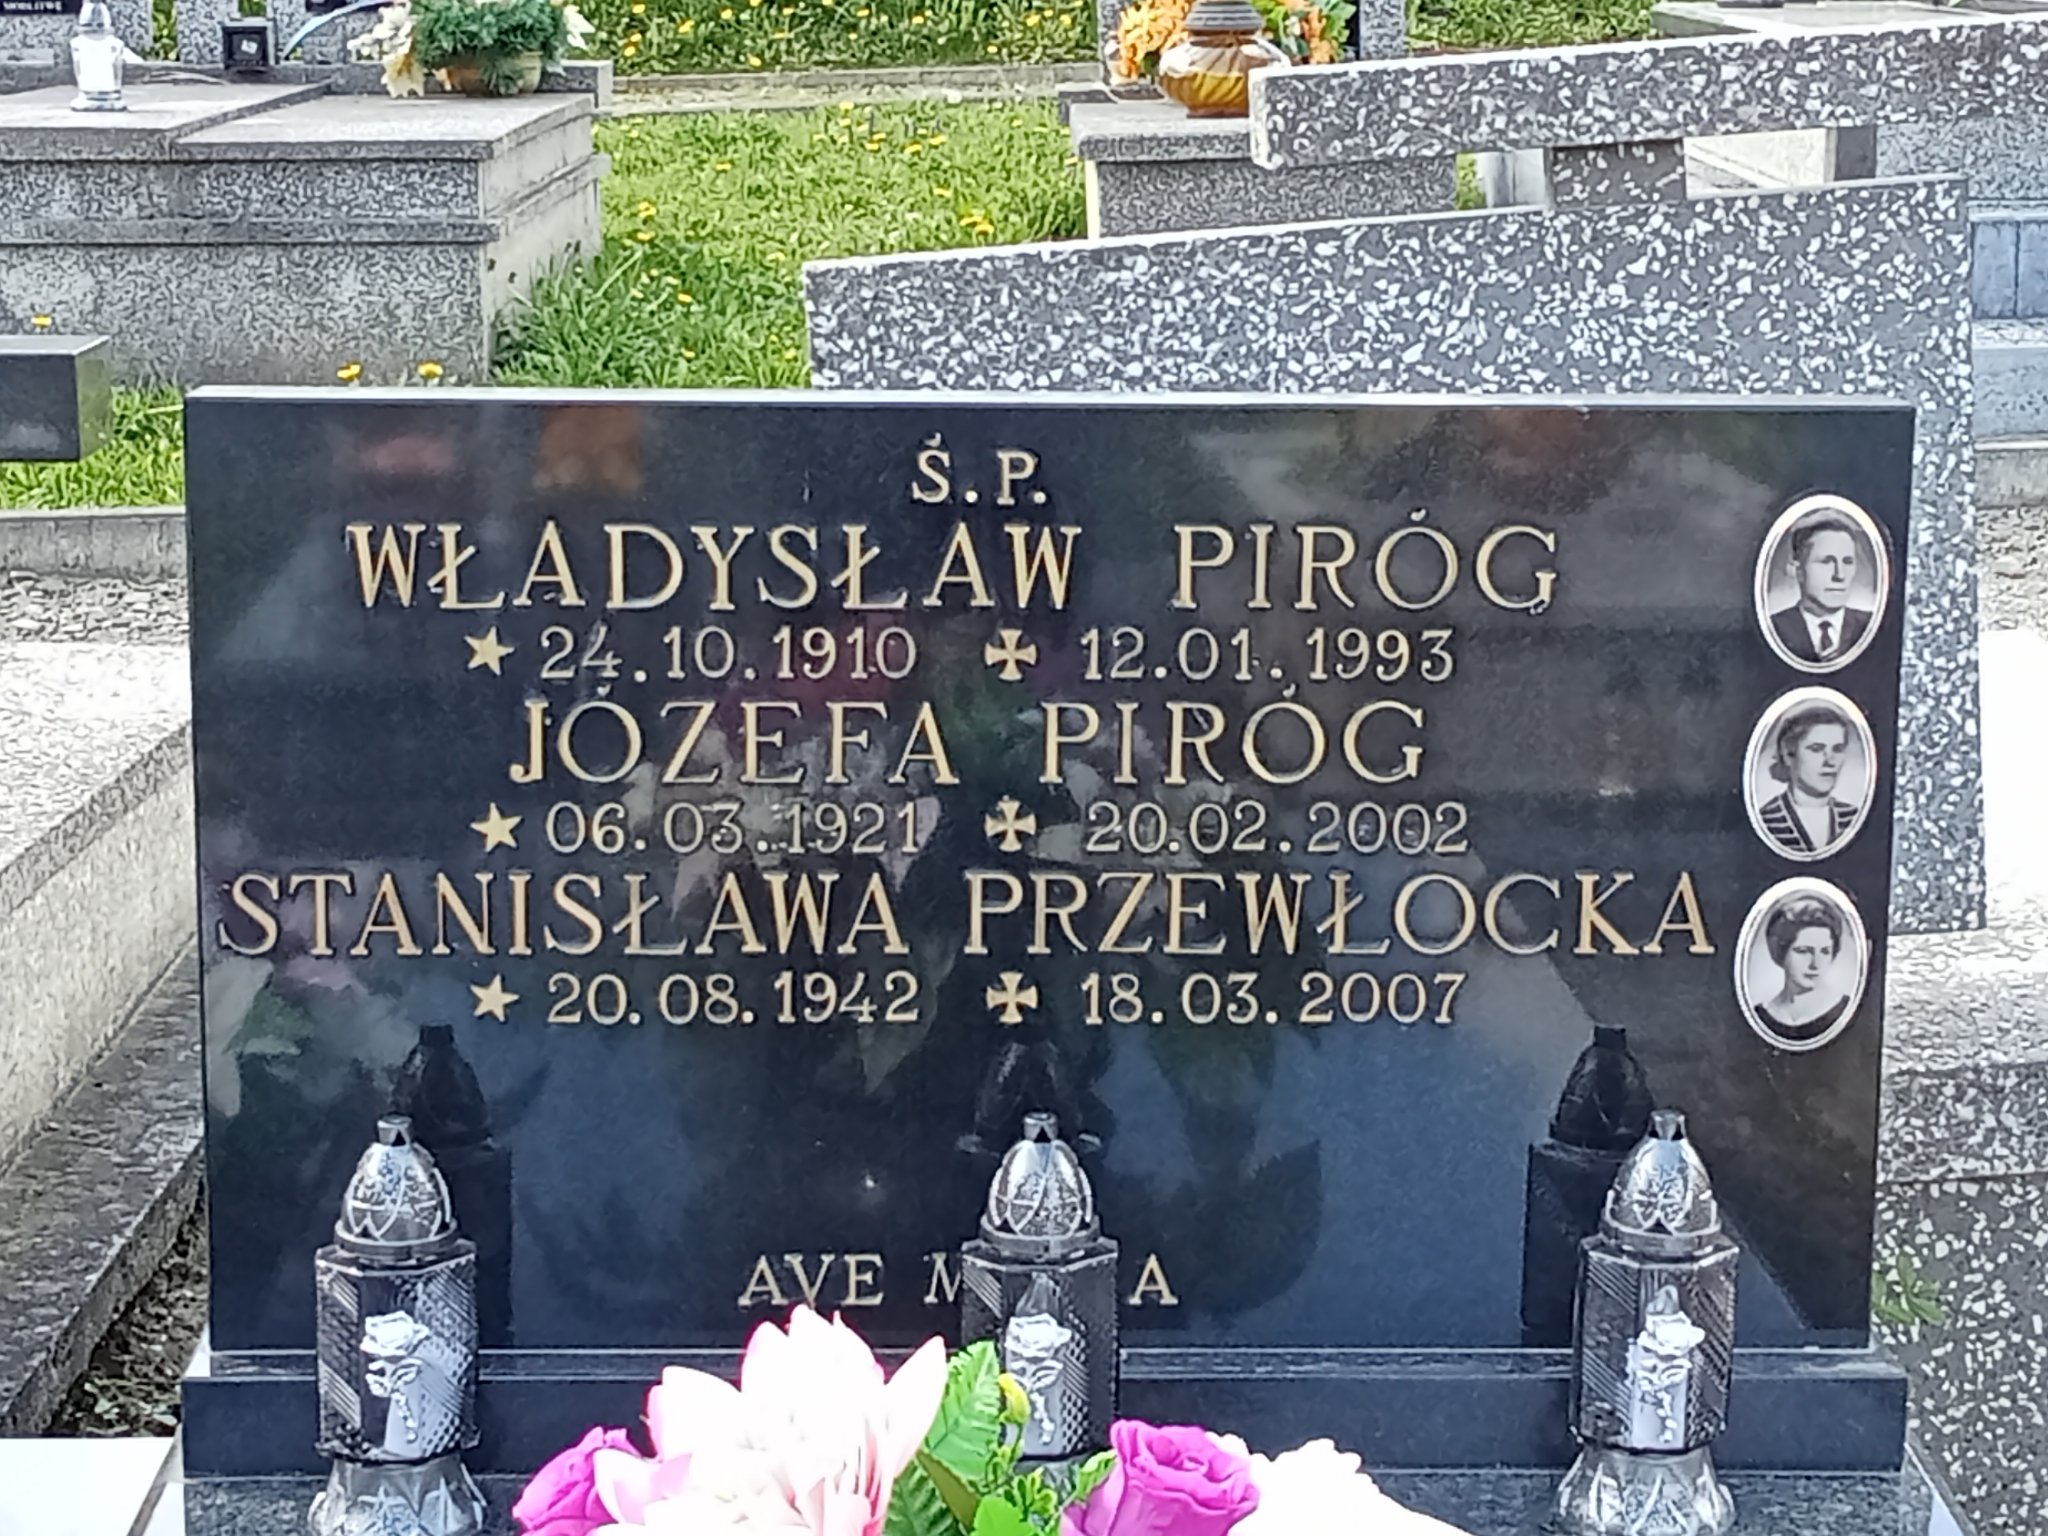 MODLITWĘ
Ś.P.
WŁADYSŁAW PIRÓG
★ 24.10.1910 ✠ 12.01.1993
JÓZEFA PIRÓG
★ 06.03.1921 ✠ 20.02.2002
STANISŁAWA PRZEWŁOCKA
★ 20.08.1942 ✠ 18.03.2007
AVE M A